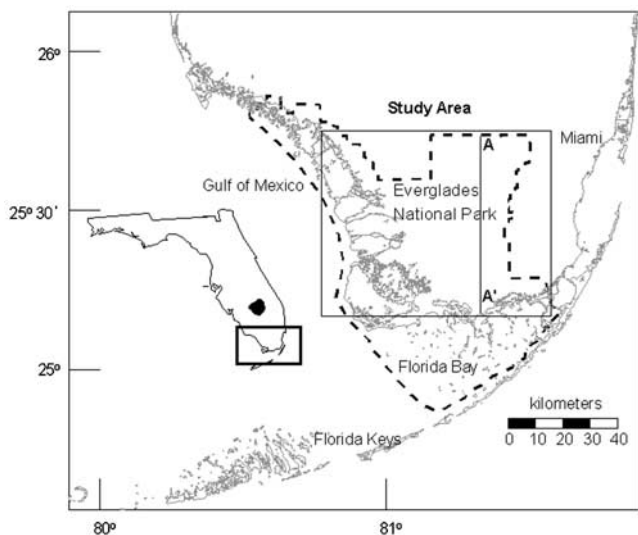 26º
Study Area
A
Miami
Gulf of Mexico
Everglades
National Park
25º 30'
A'
25º
Florida Bay
kilometers
0 10 20 30 40
Florida Keys
80º
81º